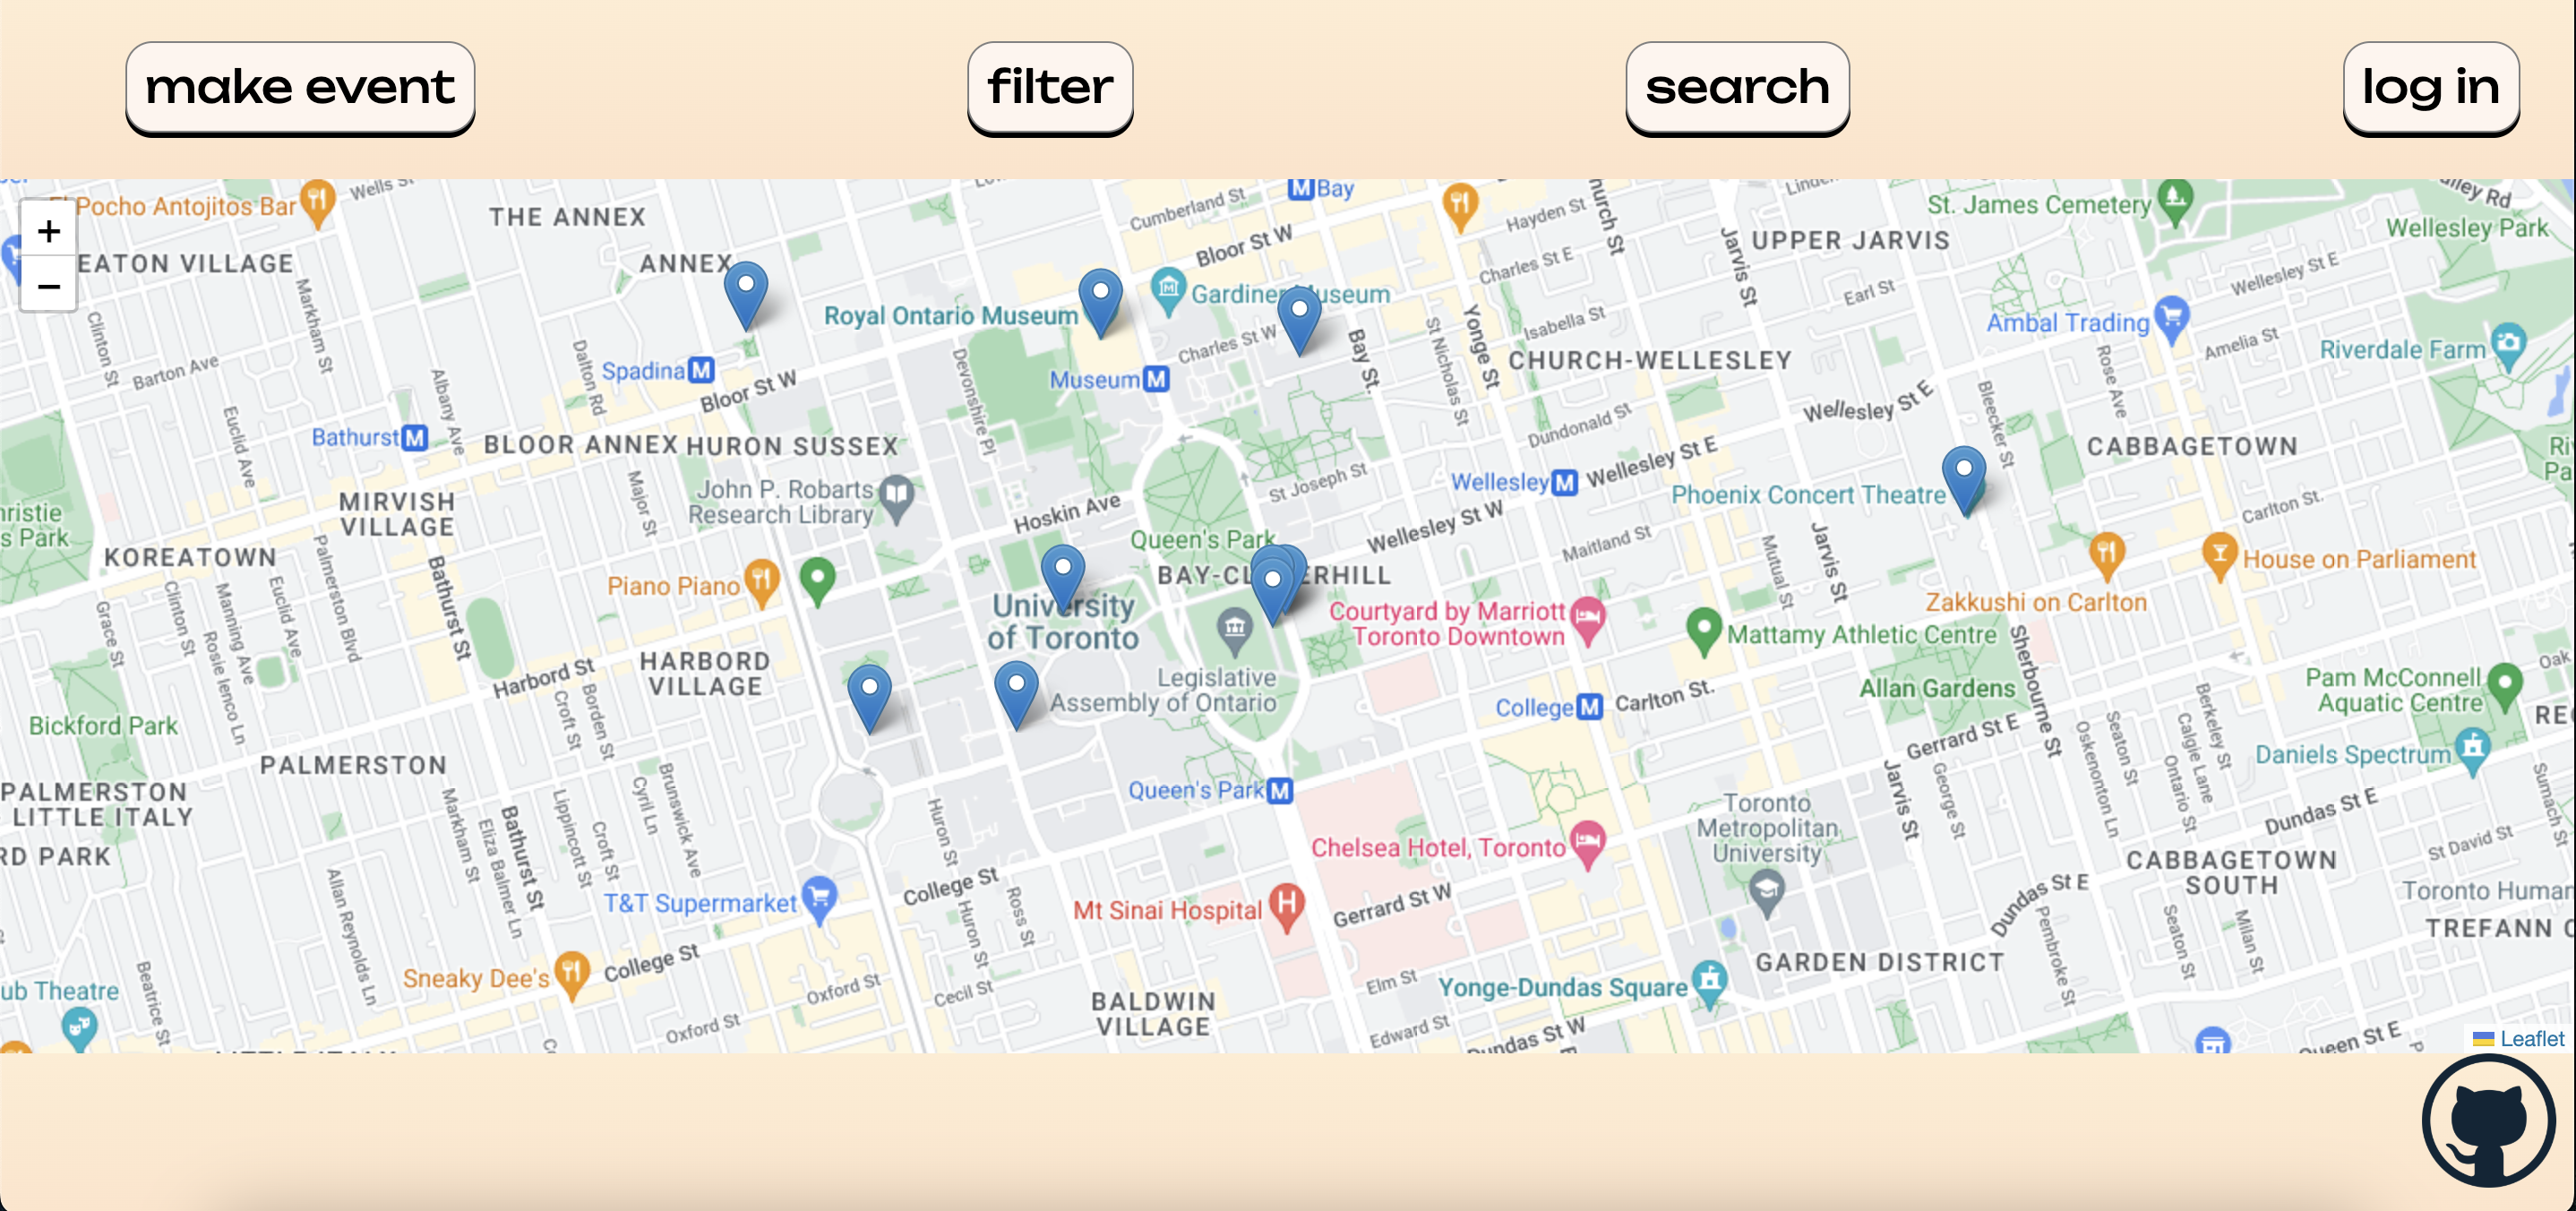 make event
filter
search
log in
+
−
Pocho Antojitos Bar
Wells St
THE ANNEX
Cumberland St
Bay
Hayden St
Church St
St. James Cemetery
Wellesley Park
EATON VILLAGE
ANNEX
Bloor St W
Charles St E
Jarvis St
UPPER JARVIS
Wellesley St E
Earl St
Clinton St
Markham St
Royal Ontario Museum
Gardiner Museum
Yonge St
Isabella St
Ambal Trading
Amelia St
Riverdale Farm
Barton Ave
Dalton Rd
Spadina
Bloor St W
Devonshire Pl
Museum
Charles St W
Bay St.
St Nicholas St
CHURCH-WELLESLEY
Wellesley St E
Bleecker St
Rose Ave
Euclid Ave
Albany Ave
Bathurst
BLOOR ANNEX
HURON SUSSEX
Dundonald St
CABBAGETOWN
MIRVISH
VILLAGE
Major St
John P. Robarts
Research Library
Hoskin Ave
St Joseph St
Wellesley
Wellesley St E
Wellesley St W
Phoenix Concert Theatre
Carlton St.
KOREATOWN
Palmerston Blvd
Bathurst St
Piano Piano
Queen's Park
Maitland St
Mutual St
Jarvis St
House on Parliament
Zakkushi on Carlton
Grace St
Clinton St
Manning Ave
Rosie Ienco Ln
Euclid Ave
University
of Toronto
Courtyard by Marriott
Toronto Downtown
Mattamy Athletic Centre
Sherbourne St
HARBORD
VILLAGE
Harbord St
Legislative
Assembly of Ontario
College
Carlton St.
Allan Gardens
Pam McConnell
Aquatic Centre
Bickford Park
Croft St
Borden St
Gerrard St E
Oskenonton Ln
Seaton St
Calgie Lane
Berkeley St
Ontario St
Daniels Spectrum
PALMERSTON
Queen's Park
Jarvis St
George St
Sumach St
PALMERSTON
LITTLE ITALY
Markham St
Eliza Balmer Ln
Bathurst St
Lippincott St
Croft St
Cyril Ln
Brunswick Ave
Huron St
Toronto
Metropolitan
University
Dundas St E
St David St
RD PARK
Chelsea Hotel, Toronto
CABBAGETOWN
SOUTH
Allan Reynolds Ln
T&T Supermarket
College St
Ross St
Huron St
Mt Sinai Hospital
Gerrard St W
Dundas St E
Pembroke St
Seaton St
Milan St
Toronto Human
TREFANN
Sneaky Dee's
College St
Beatrice St
Oxford St
Cecil St
Elm St
Yonge-Dundas Square
GARDEN DISTRICT
ub Theatre
Oxford St
BALDWIN
VILLAGE
Edward St
Dundas St W
Queen St E
Leaflet